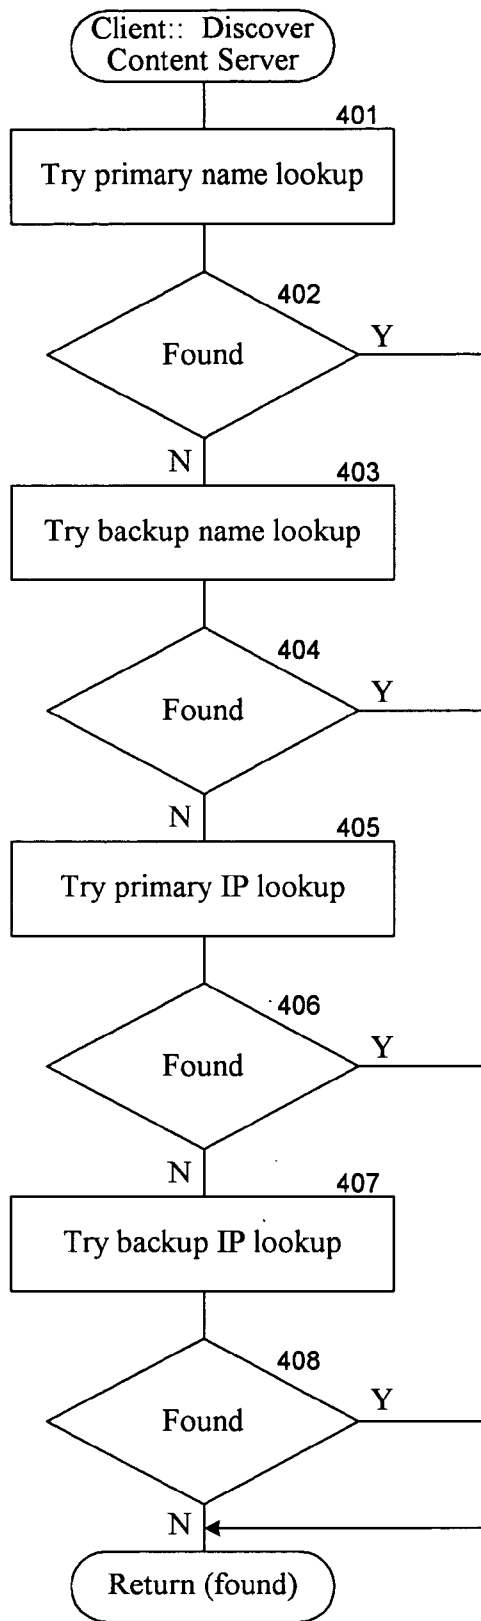 Client:: Discover
Content Server
401
Try primary name lookup
402
Found
Y
N
403
Try backup name lookup
404
Found
Y
N
405
Try primary IP lookup
406
Found
Y
N
407
Try backup IP lookup
408
Found
Y
N
Return (found)